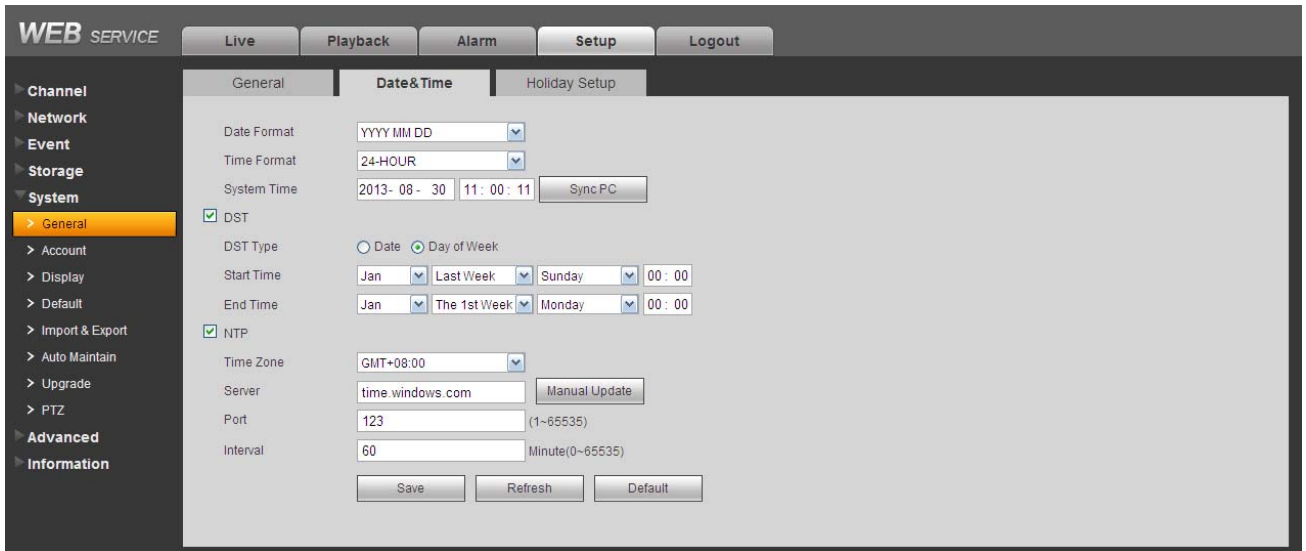 WEB SERVICE
Live Playback Alarm Setup Logout
General Date&Time Holiday Setup
Channel
Network
Event
Storage
System
> General
> Account
> Display
> Default
> Import & Export
> Auto Maintain
> Upgrade
> PTZ
Advanced
Information
Date Format YYYY MM DD
Time Format 24-HOUR
System Time 2013- 08 - 30 11 : 00 : 11 Sync PC
DST
DST Type Date Day of Week
Start Time Jan Last Week Sunday 00 : 00
End Time Jan The 1st Week Monday 00 : 00
NTP
Time Zone GMT+08:00
Server time.windows.com Manual Update
Port 123 (1~65535)
Interval 60 Minute(0~65535)
Save Refresh Default